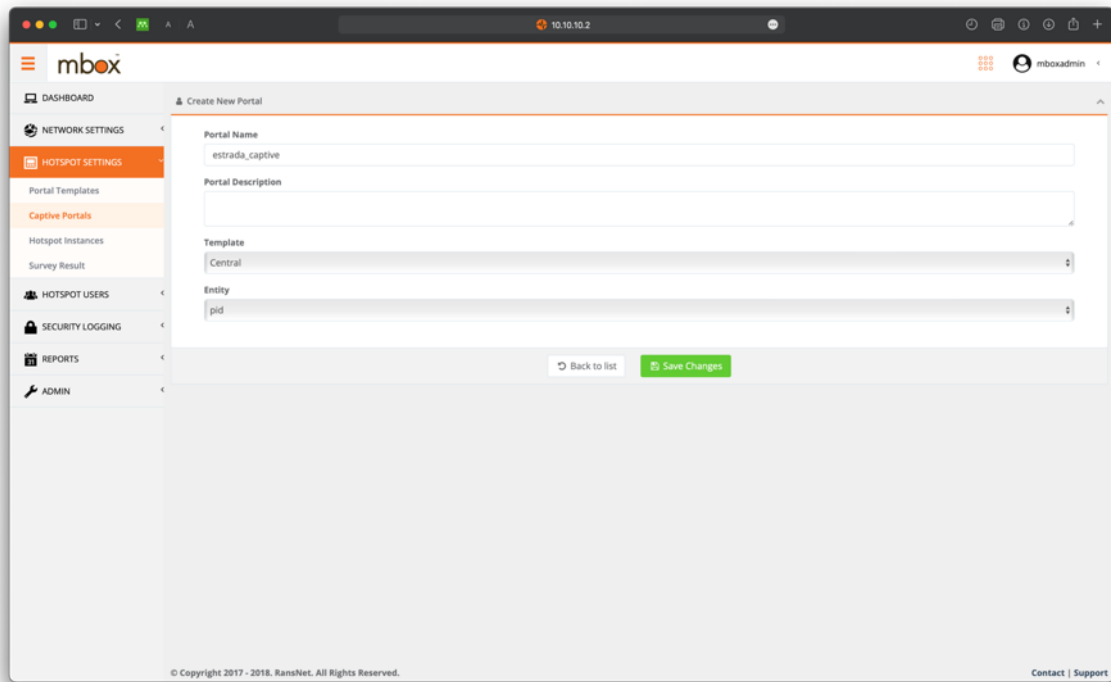 A A
10.10.10.2
mbox
mboxadmin
DASHBOARD
NETWORK SETTINGS
HOTSPOT SETTINGS
Portal Templates
Captive Portals
Hotspot Instances
Survey Result
HOTSPOT USERS
SECURITY LOGGING
REPORTS
ADMIN
Create New Portal
Portal Name
estrada_captive
Portal Description
Template
Central
Entity
pid
Back to list
Save Changes
© Copyright 2017 - 2018. RansNet. All Rights Reserved.
Contact | Support